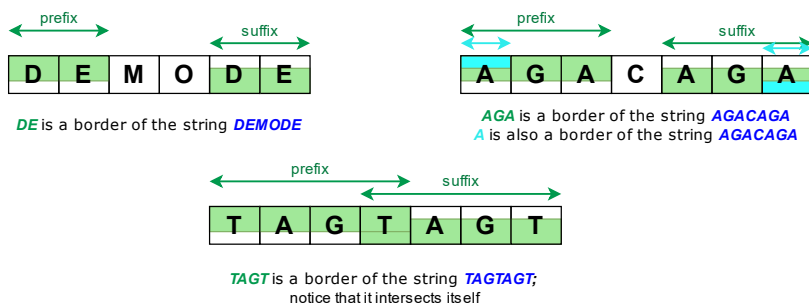 prefix
suffix
D E M O D E
DE is a border of the string DEMODE
prefix
suffix
A G A C A G A
AGA is a border of the string AGACAGA
A is also a border of the string AGACAGA
prefix
suffix
T A G T A G T
TAGT is a border of the string TAGTAGT;
notice that it intersects itself